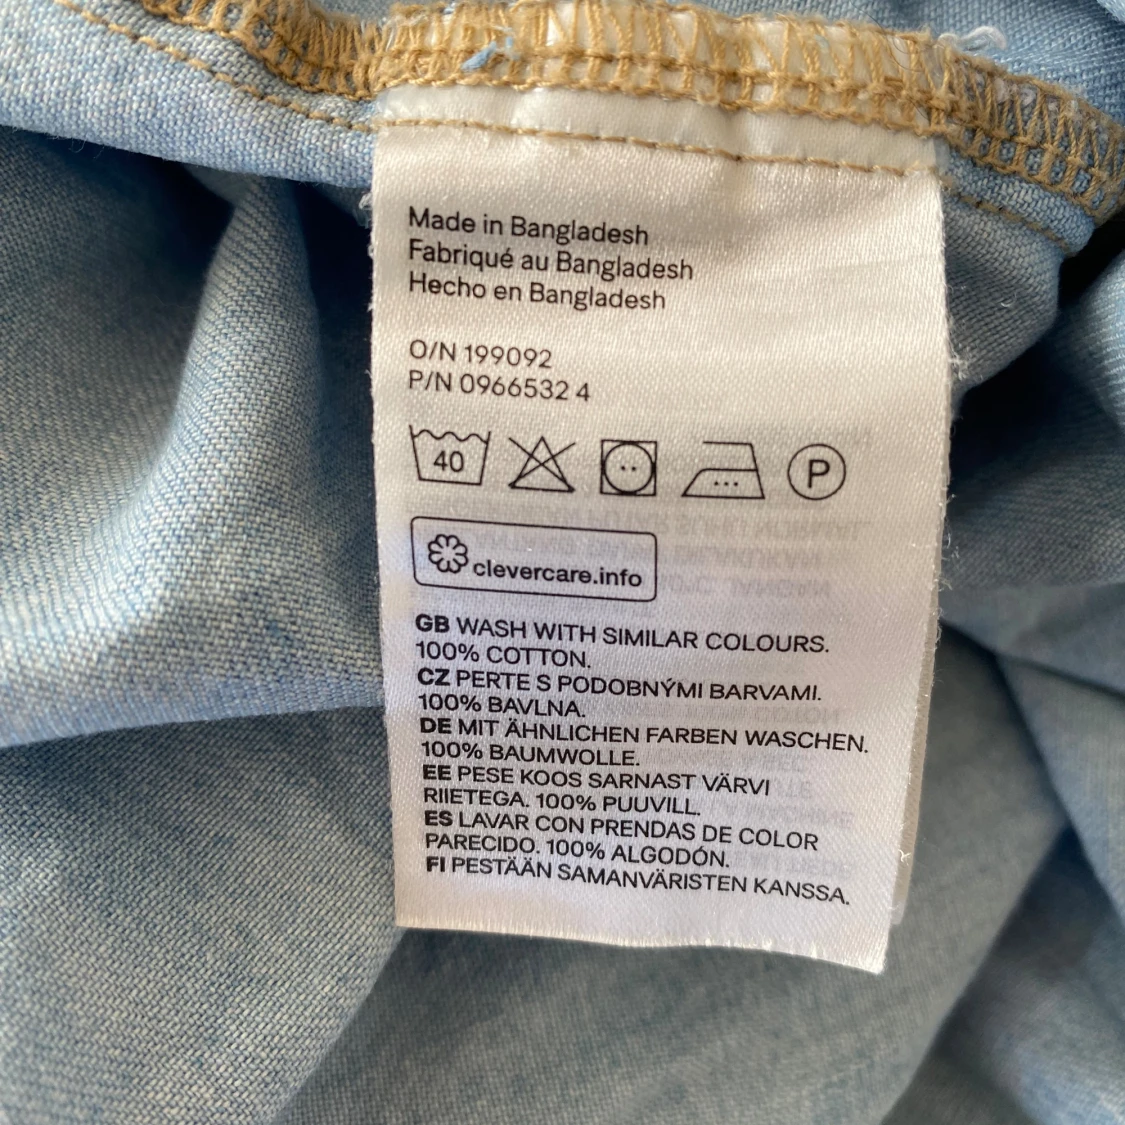 Made in Bangladesh
Fabriqué au Bangladesh
Hecho en Bangladesh
O/N 199092
P/N 0966532 4
40 P
clevercare.info
GB WASH WITH SIMILAR COLOURS.
100% COTTON.
CZ PERTE S PODOBNÝMI BARVAMI.
100% BAVLNA.
DE MIT ÄHNLICHEN FARBEN WASCHEN.
100% BAUMWOLLE.
EE PESE KOOS SARNAST VÄRVI
RIIETEGA. 100% PUUVILL.
ES LAVAR CON PRENDAS DE COLOR
PARECIDO. 100% ALGODÓN.
FI PESTÄÄN SAMANVÄRISTEN KANSSA.